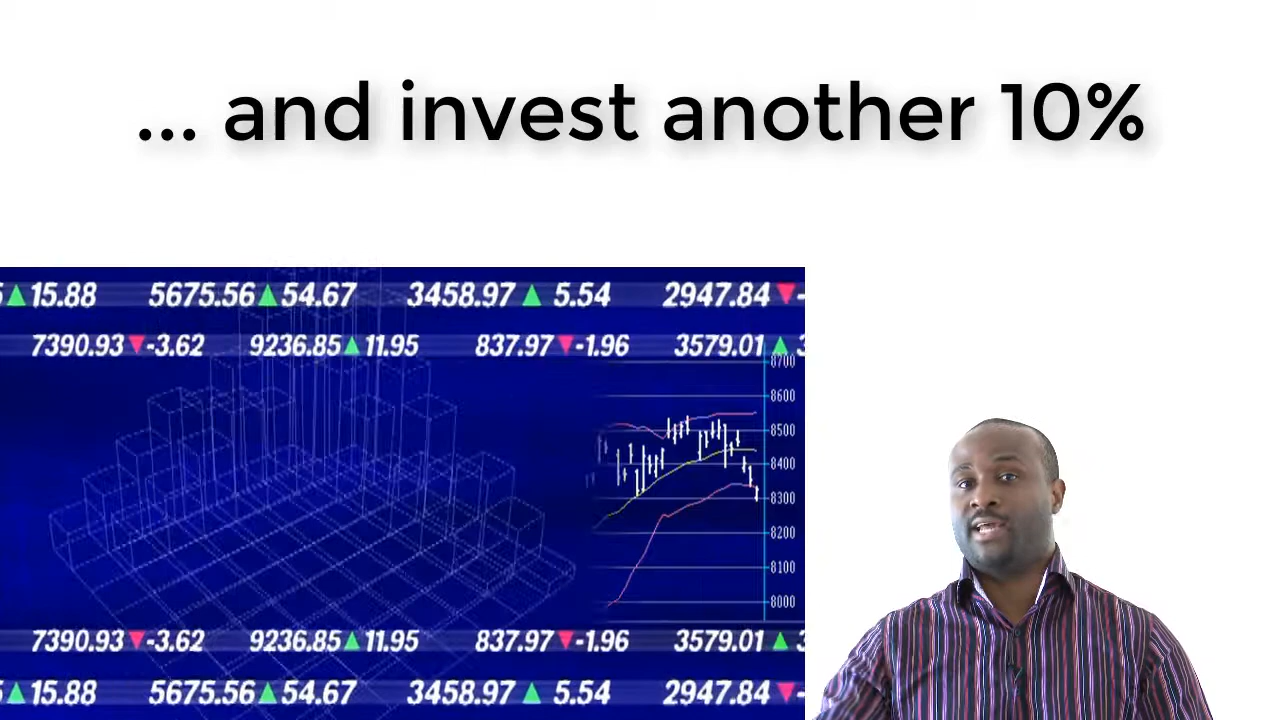 ... and invest another 10%
▲15.88 5675.56▲54.67 3458.97▲5.54 2947.84▼-
7390.93▼-3.62 9236.85▲11.95 837.97▼-1.96 3579.01▲
8700
8600
8500
8400
8300
8200
8100
8000
7390.93▼-3.62 9236.85▲11.95 837.97▼-1.96 3579.01▲
▲15.88 5675.56▲54.67 3458.97▲5.54 2947.84▼-